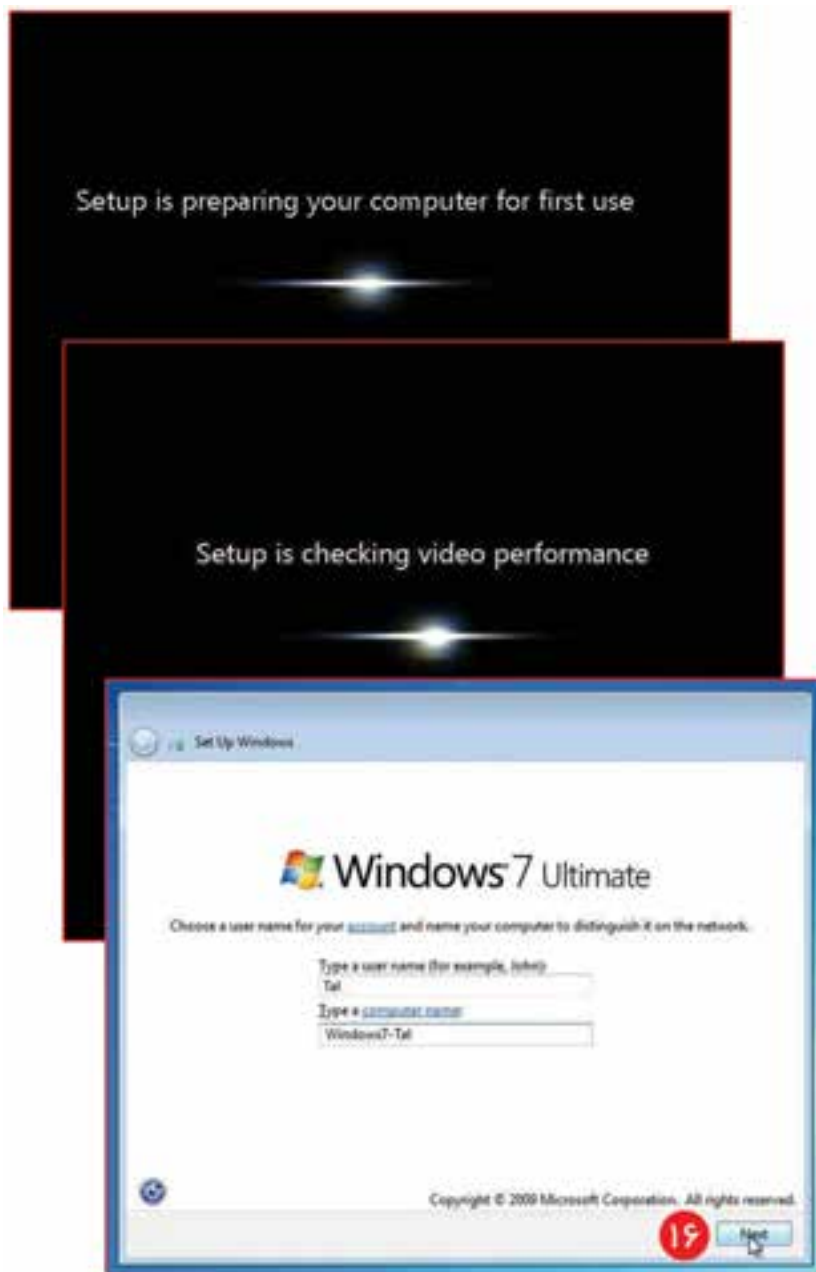 Setup is preparing your computer for first use
Setup is checking video performance
Set Up Windows
Windows 7 Ultimate
Choose a user name for your account and name your computer to distinguish it on the network.
Type a user name (for example, John):
Tal
Type a computer name:
Windows7-Tal
Copyright © 2009 Microsoft Corporation. All rights reserved.
۱۶ Next